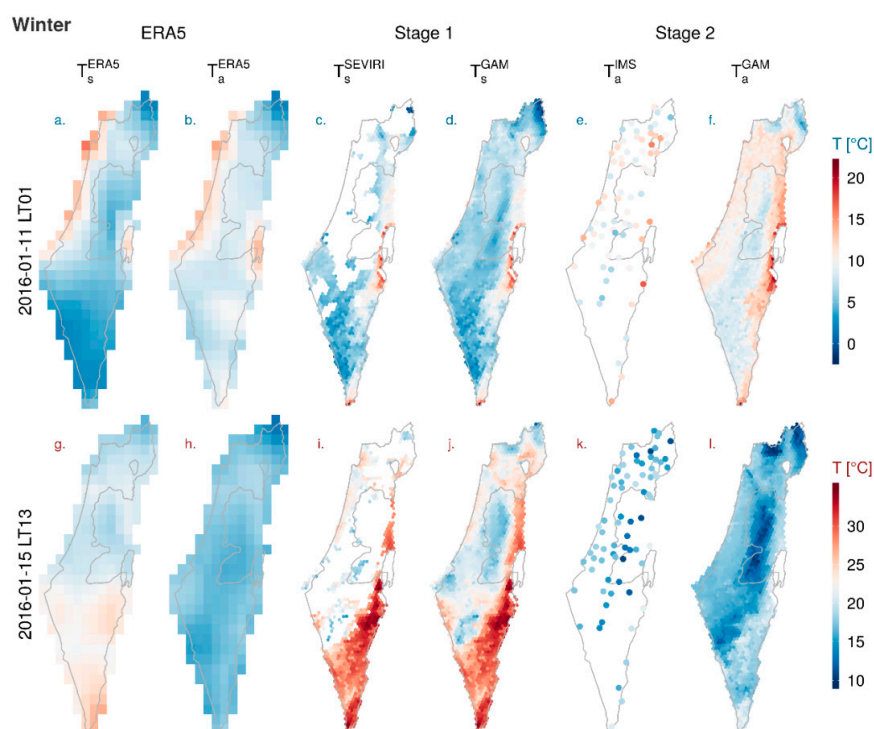 Winter
ERA5 Stage 1 Stage 2
T_s^ERA5 T_a^ERA5 T_s^SEVIRI T_s^GAM T_a^IMS T_a^GAM
a. b. c. d. e. f.
2016-01-11 LT01
T [°C]
20
15
10
5
0
g. h. i. j. k. l.
2016-01-15 LT13
T [°C]
30
25
20
15
10